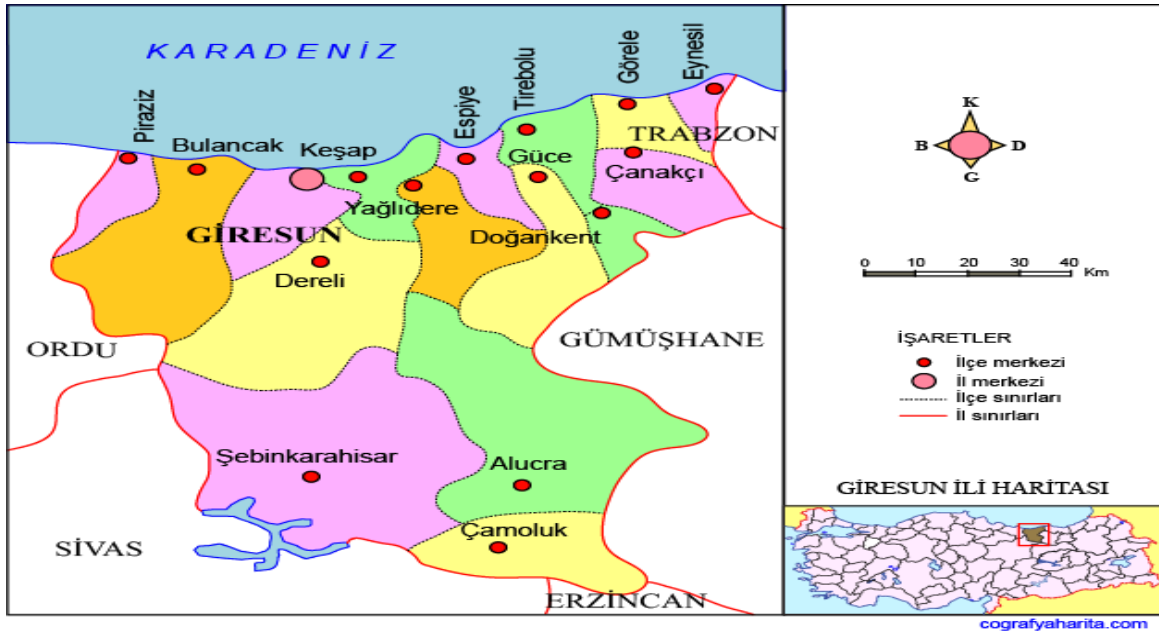 KARADENİZ
Piraziz
Bulancak
Keşap
Espiye
Tirebolu
Görele
Eynesil
TRABZON
Güce
Çanakçı
Yağlıdere
GİRESUN
Doğankent
Dereli
ORDU
GÜMÜŞHANE
Şebinkarahisar
Alucra
Çamoluk
SİVAS
ERZİNCAN
K
B
D
G
0 10 20 30 40
Km
İŞARETLER
İlçe merkezi
İl merkezi
İlçe sınırları
İl sınırları
GİRESUN İLİ HARİTASI
cografyaharita.com